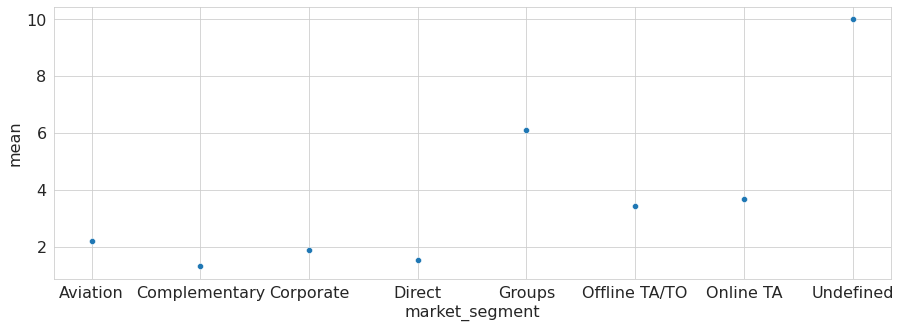 10
8
6
4
2
mean
Aviation Complementary Corporate Direct Groups Offline TA/TO Online TA Undefined
market_segment